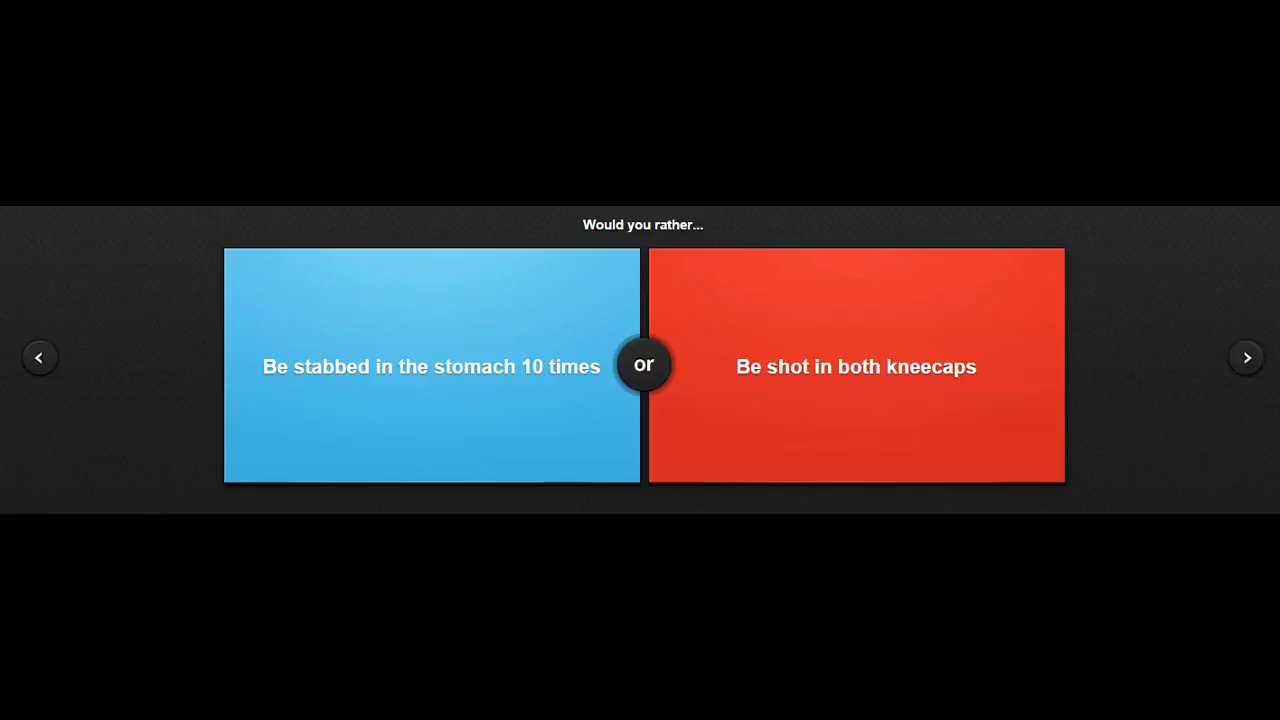 Would you rather...
Be stabbed in the stomach 10 times
or
Be shot in both kneecaps